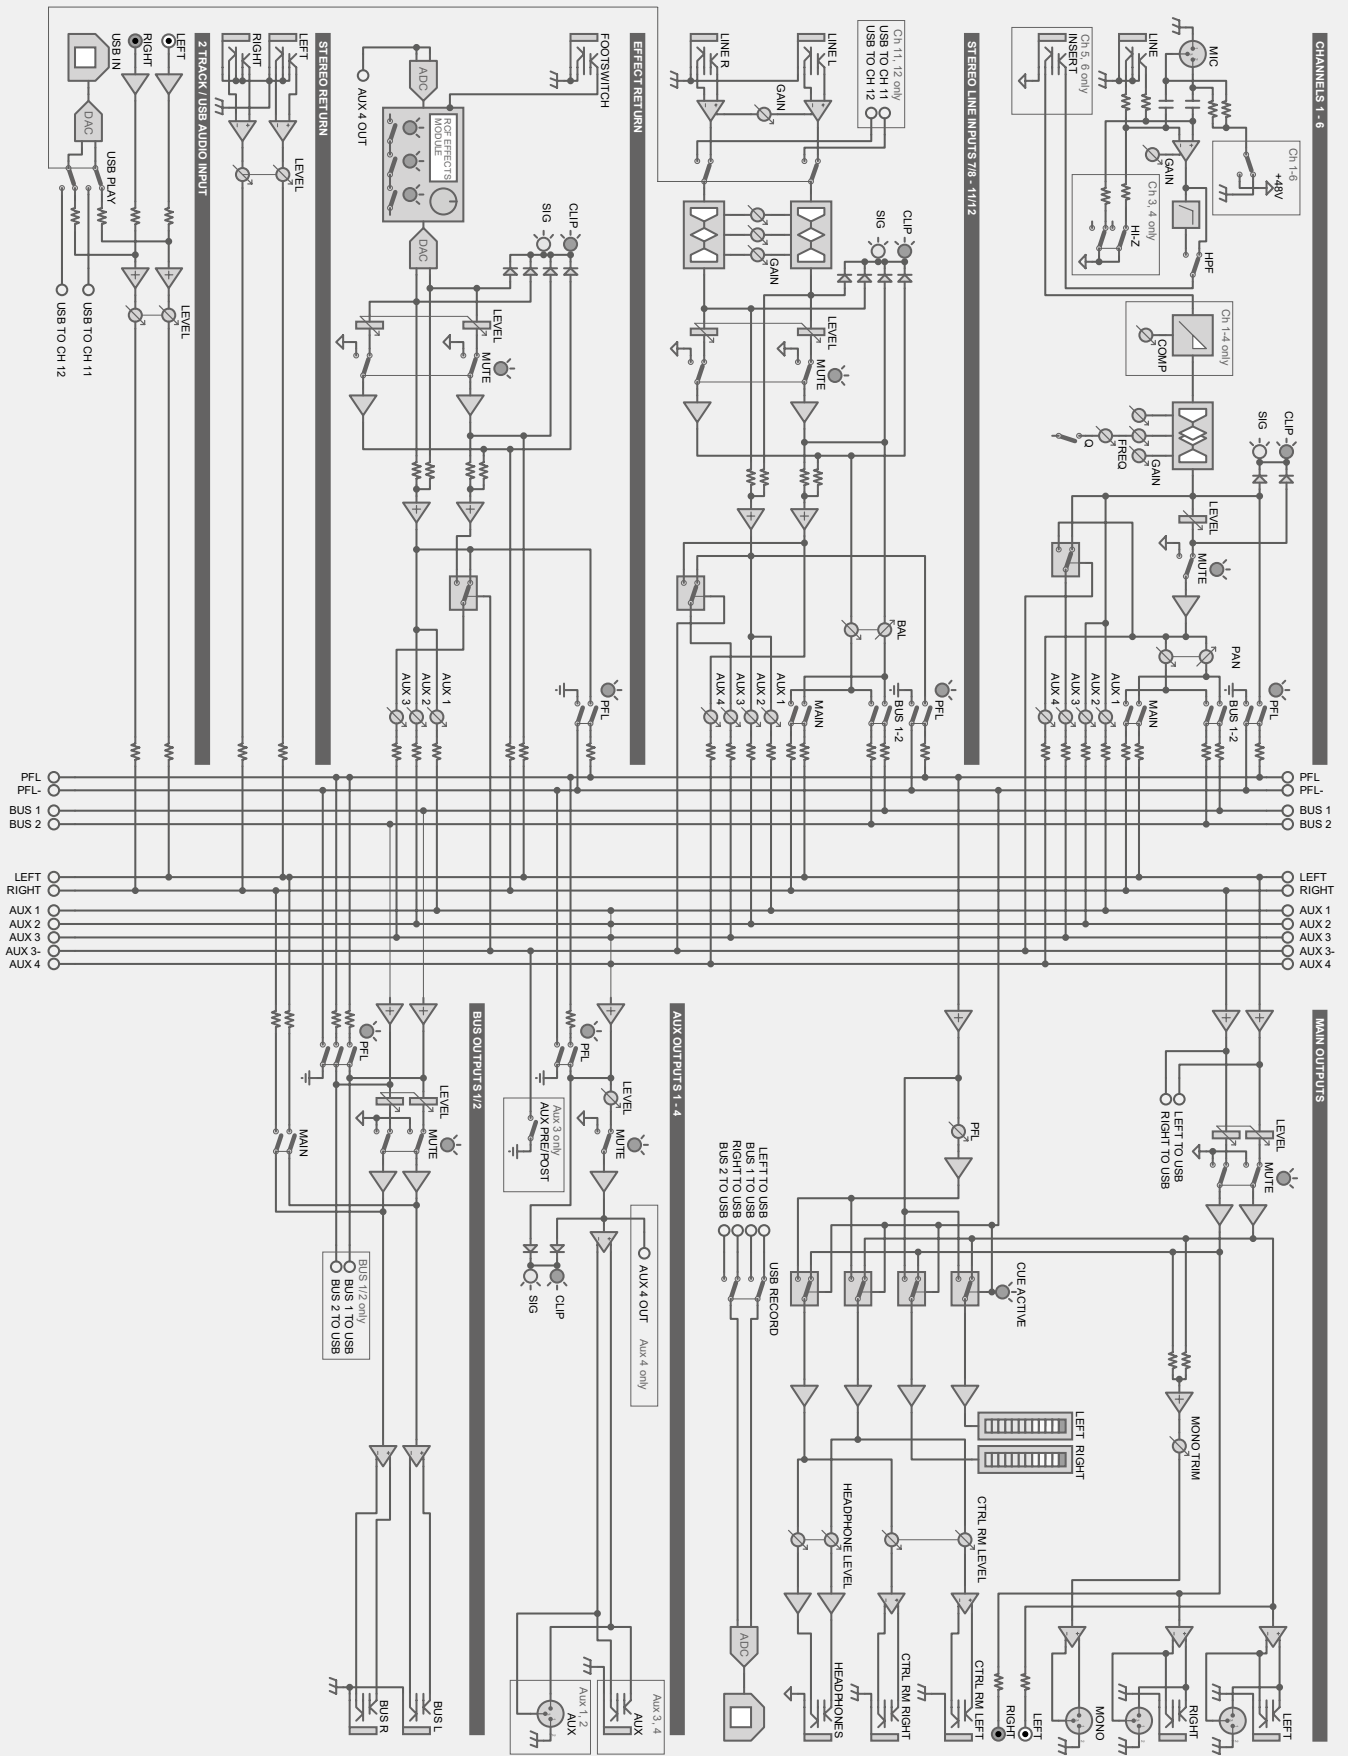 CHANNELS 1 - 6
MIC
LINE
INSERT
Ch 5, 6 only
GAIN
Ch 1-6
+48V
Ch 3, 4 only
HI-Z
HPF
Ch 1-4 only
COMP
CLIP
SIG
GAIN
FREQ
Q
LEVEL
MUTE
PAN
PFL
BUS 1-2
MAIN
AUX 1
AUX 2
AUX 3
AUX 4
STEREO LINE INPUTS 7/8 - 11/12
Ch 11, 12 only
USB TO CH 11
USB TO CH 12
LINE L
LINE R
GAIN
GAIN
CLIP
SIG
LEVEL
MUTE
BAL
PFL
BUS 1-2
MAIN
AUX 1
AUX 2
AUX 3
AUX 4
EFFECT RETURN
FOOTSWITCH
AUX 4 OUT
ADC
RCF EFFECTS
MODULE
DAC
CLIP
SIG
LEVEL
MUTE
PFL
AUX 1
AUX 2
AUX 3
STEREO RETURN
LEFT
RIGHT
LEVEL
2 TRACK / USB AUDIO INPUT
LEFT
RIGHT
USB IN
DAC
USB PLAY
LEVEL
USB TO CH 11
USB TO CH 12
PFL
PFL-
BUS 1
BUS 2
LEFT
RIGHT
AUX 1
AUX 2
AUX 3
AUX 3-
AUX 4
PFL
PFL-
BUS 1
BUS 2
LEFT
RIGHT
AUX 1
AUX 2
AUX 3
AUX 3-
AUX 4
MAIN OUTPUTS
LEFT TO USB
RIGHT TO USB
LEVEL
MUTE
PFL
CUE ACTIVE
LEFT TO USB
BUS 1 TO USB
RIGHT TO USB
BUS 2 TO USB
USB RECORD
MONO TRIM
LEFT
RIGHT
CTRL RM LEVEL
HEADPHONE LEVEL
LEFT
RIGHT
MONO
LEFT
RIGHT
CTRL RM LEFT
CTRL RM RIGHT
HEADPHONES
ADC
AUX OUTPUTS 1 - 4
PFL
LEVEL
MUTE
Aux 3 only
AUX PRE/POST
AUX 4 OUT
Aux 4 only
CLIP
SIG
Aux 3, 4
AUX
Aux 1, 2
AUX
BUS OUTPUTS 1/2
PFL
LEVEL
MUTE
MAIN
BUS 1/2 only
BUS 1 TO USB
BUS 2 TO USB
BUS L
BUS R